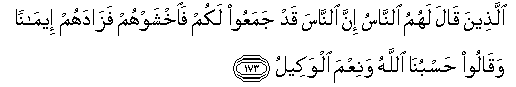 ٱلَّذِينَ قَالَ لَهُمُ ٱلنَّاسُ إِنَّ ٱلنَّاسَ قَدْ جَمَعُوا۟ لَكُمْ فَٱخْشَوْهُمْ فَزَادَهُمْ إِيمَـٰنًا
وَقَالُوا۟ حَسْبُنَا ٱللَّهُ وَنِعْمَ ٱلْوَكِيلُ ﴿١٧٣﴾